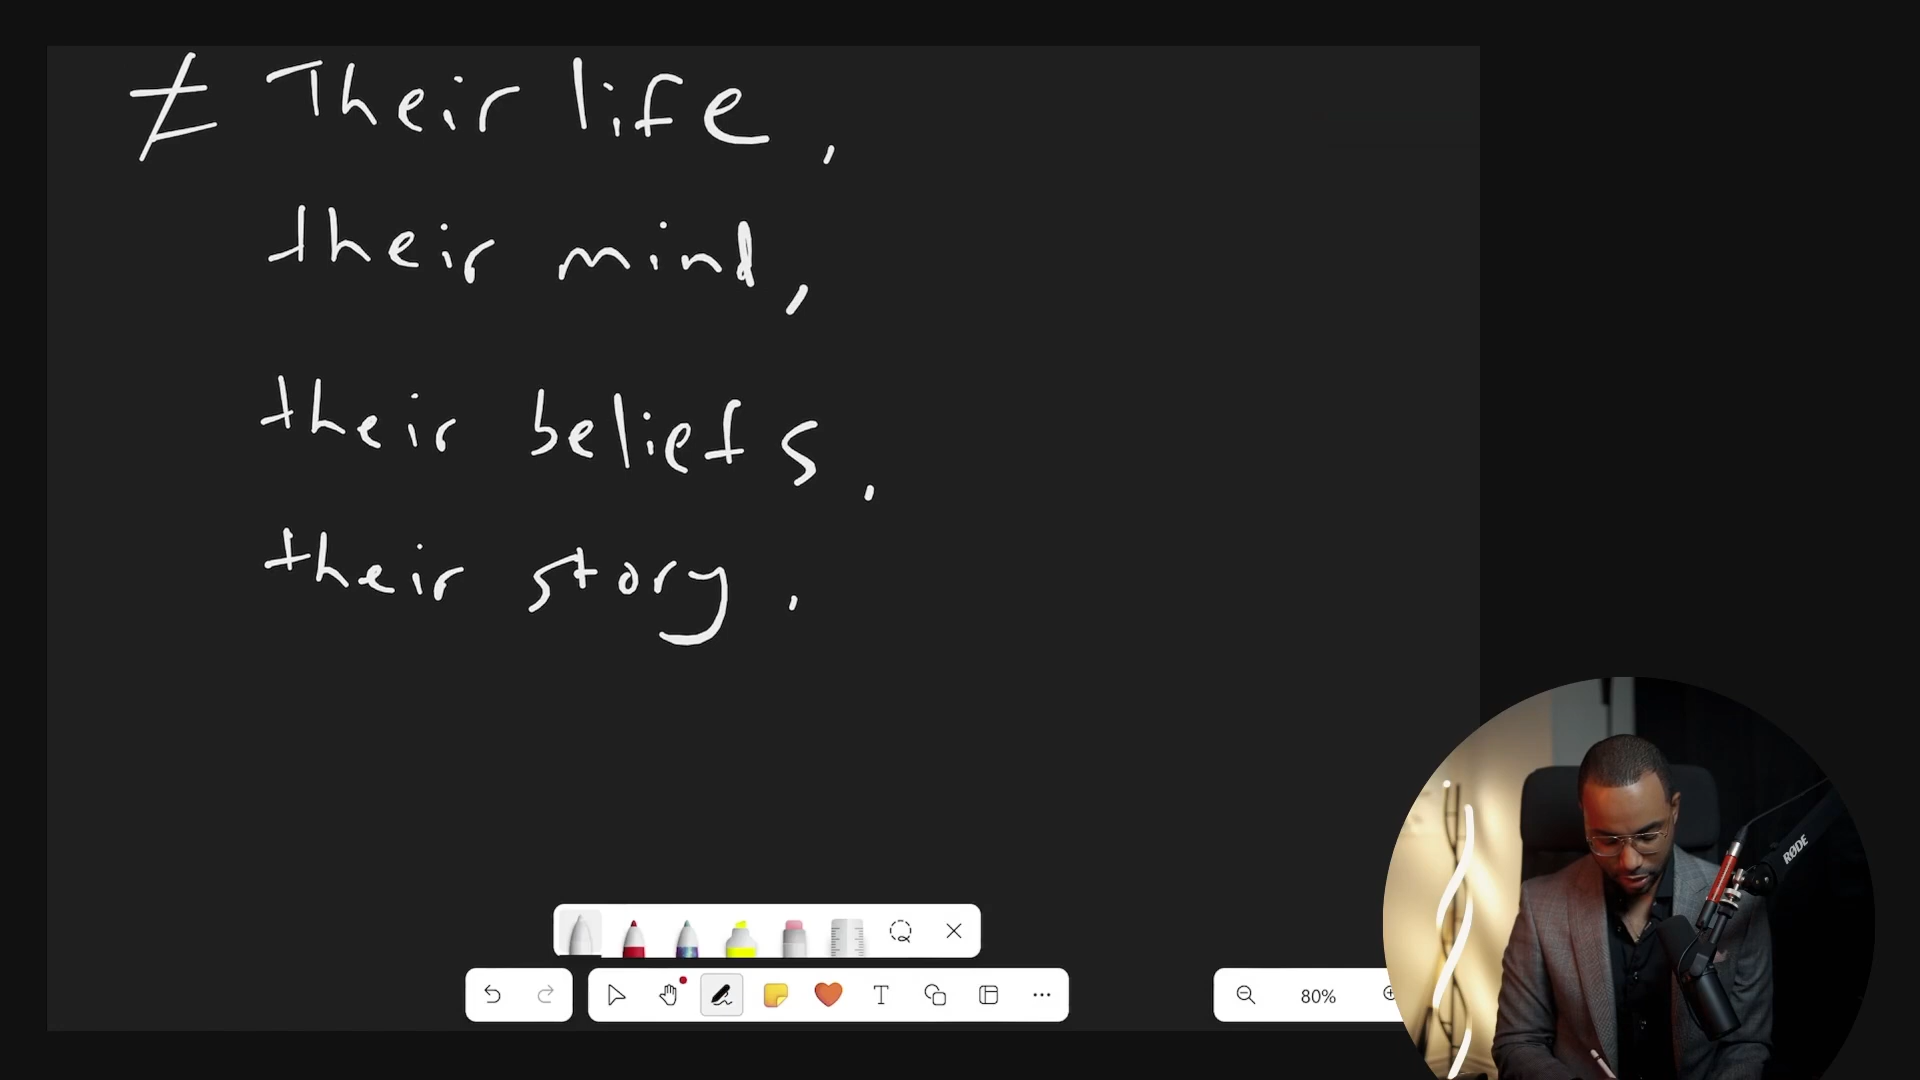 ≠ Their life,
their mind,
their beliefs,
their story.
80%
RØDE